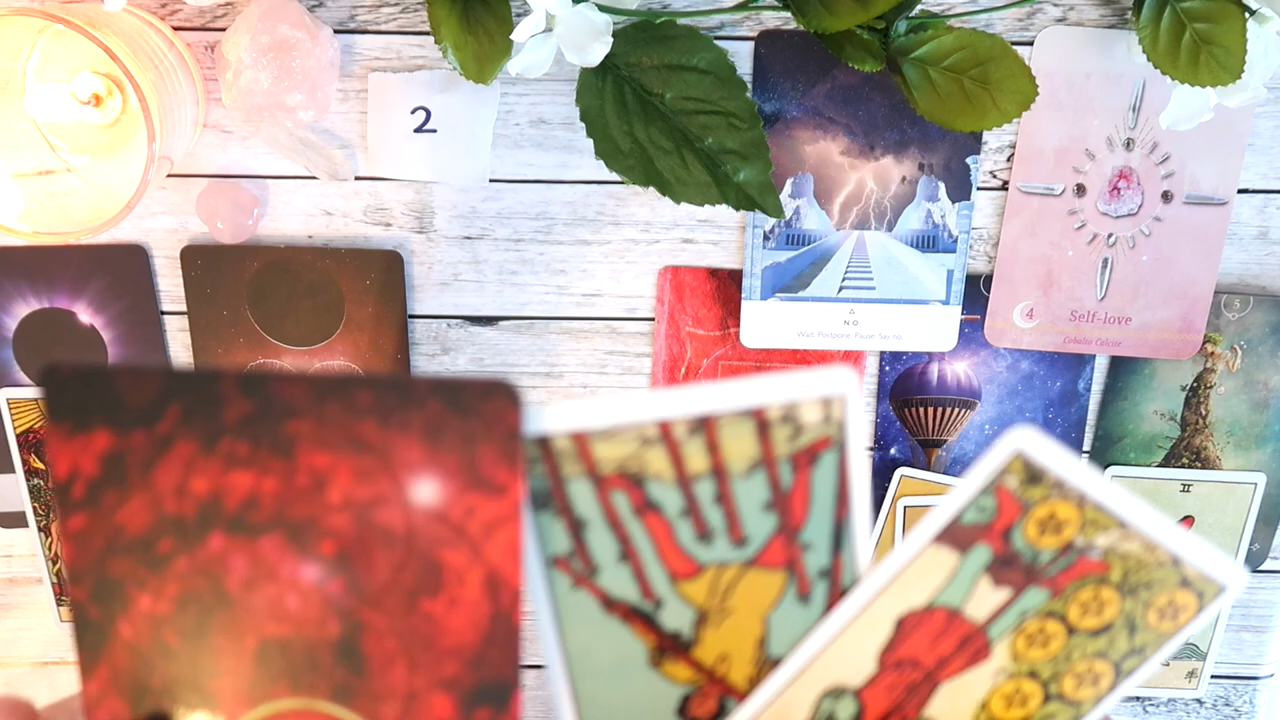 2
NO
Wait. Postpone. Pause. Say no.
4
Self-love
Cobalto Calcite
5
II